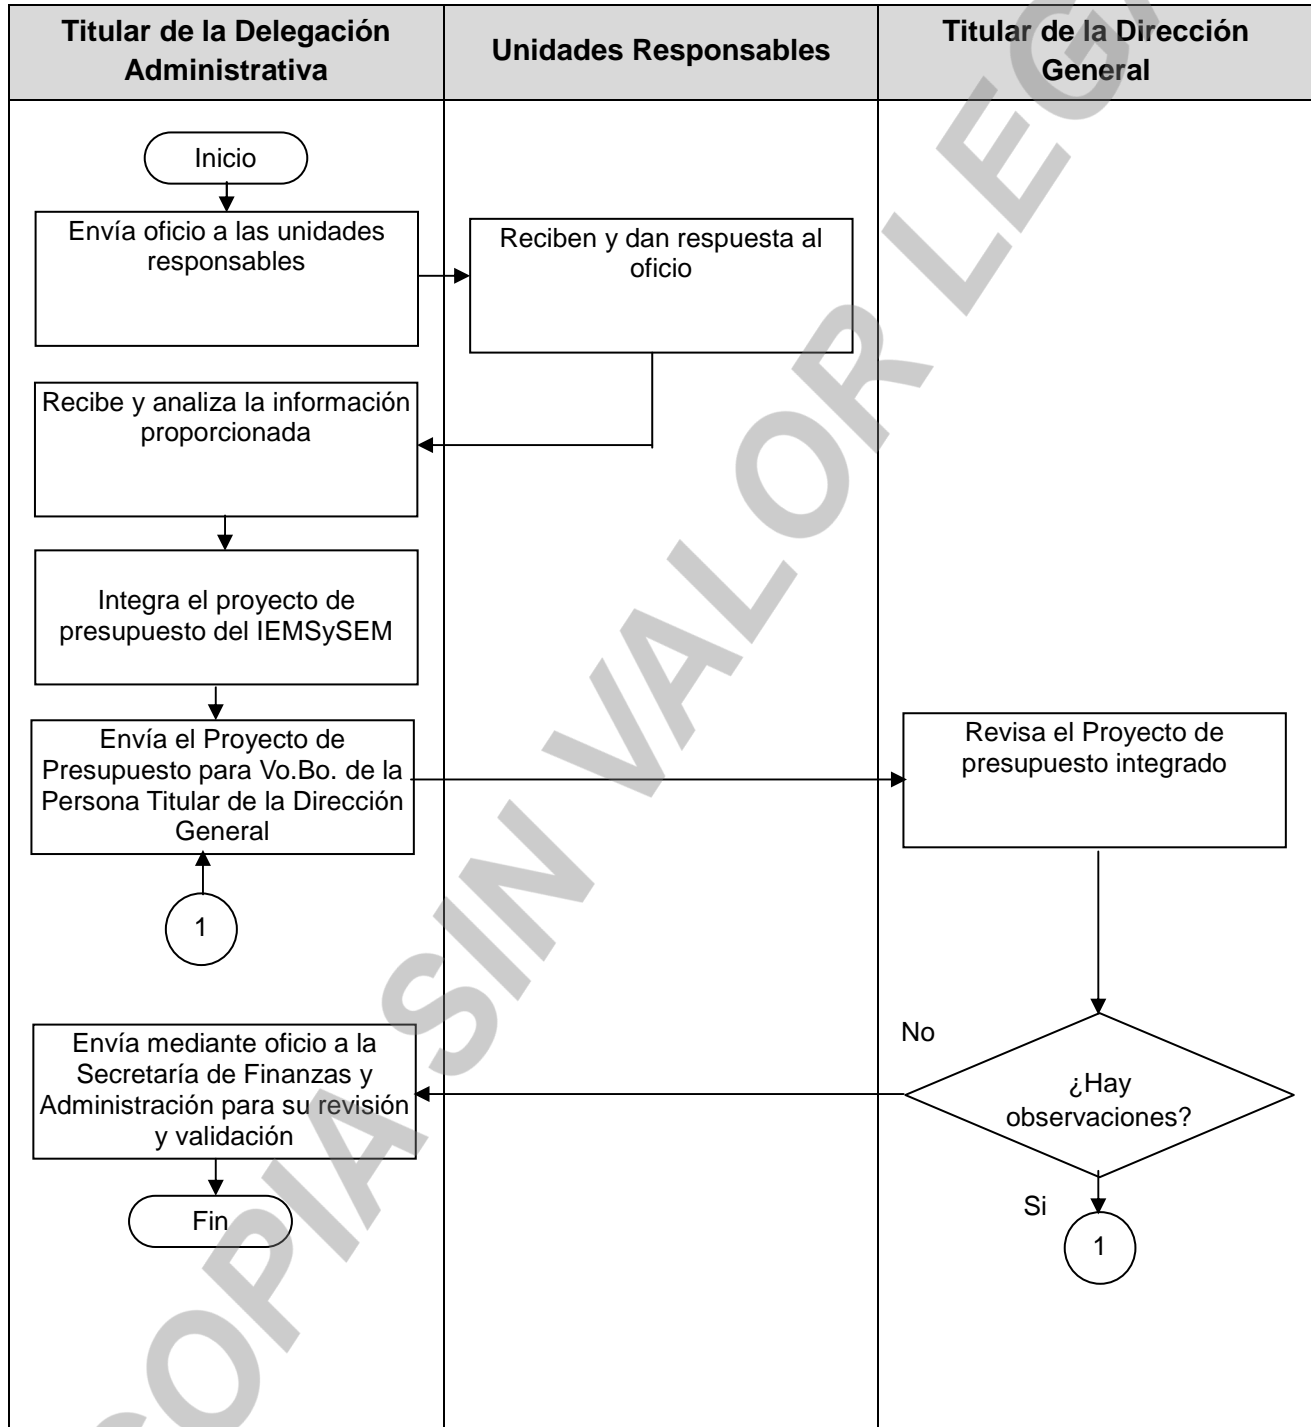 Titular de la Delegación
Administrativa
Unidades Responsables
Titular de la Dirección
General
Inicio
Envía oficio a las unidades
responsables
Reciben y dan respuesta al
oficio
Recibe y analiza la información
proporcionada
Integra el proyecto de
presupuesto del IEMSySEM
Envía el Proyecto de
Presupuesto para Vo.Bo. de la
Persona Titular de la Dirección
General
Revisa el Proyecto de
presupuesto integrado
1
Envía mediante oficio a la
Secretaría de Finanzas y
Administración para su revisión
y validación
No
¿Hay
observaciones?
Si
1
Fin
COPIA SIN VALOR LEGAL